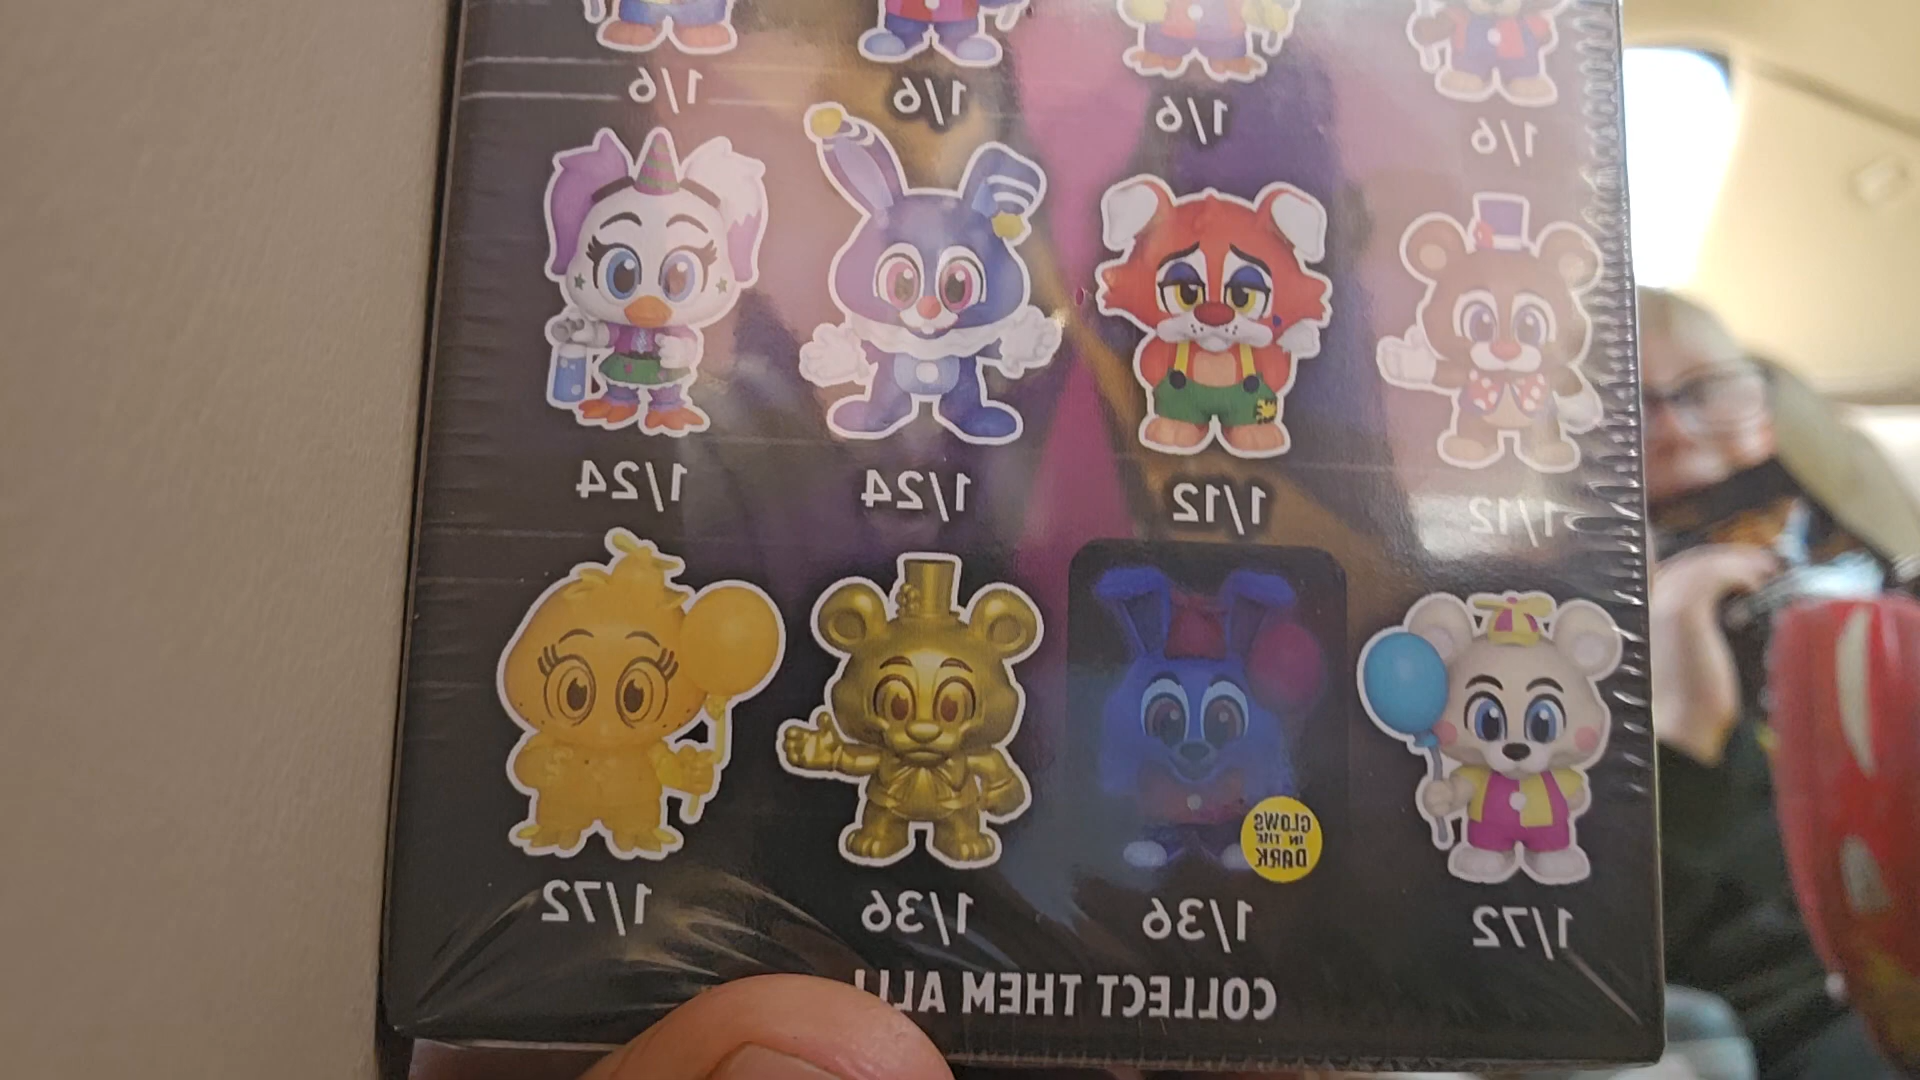 1/6 1/6 1/6 1/6
1/12 1/12 1/24 1/24
GLOWS
IN THE
DARK
1/72 1/36 1/36 1/72
COLLECT THEM ALL!